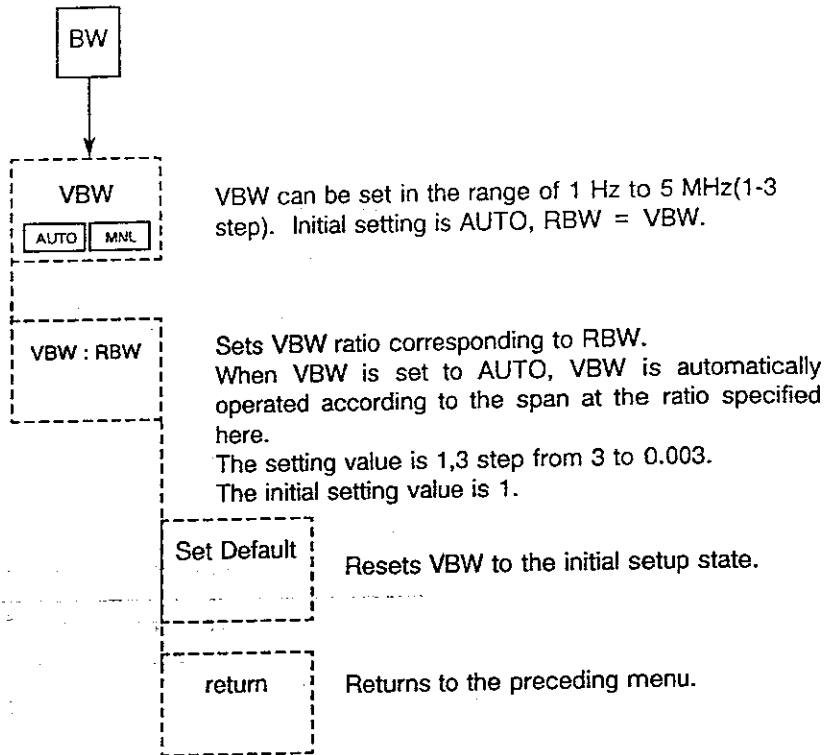 BW
VBW
AUTO MNL
VBW can be set in the range of 1 Hz to 5 MHz(1-3
step). Initial setting is AUTO, RBW = VBW.
VBW : RBW
Sets VBW ratio corresponding to RBW.
When VBW is set to AUTO, VBW is automatically
operated according to the span at the ratio specified
here.
The setting value is 1,3 step from 3 to 0.003.
The initial setting value is 1.
Set Default
Resets VBW to the initial setup state.
return
Returns to the preceding menu.